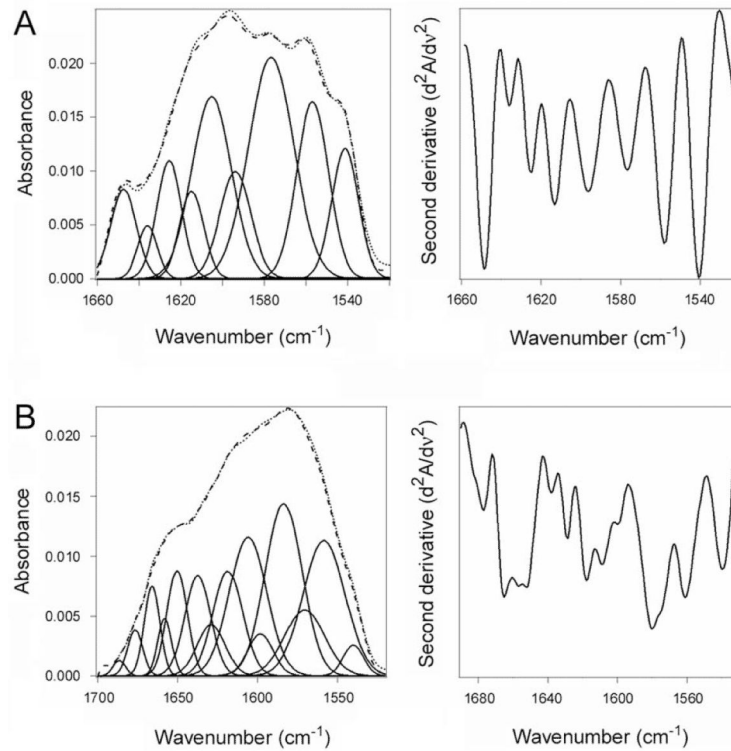 A
Absorbance
0.020
0.015
0.010
0.005
0.000
1660 1620 1580 1540
Wavenumber (cm⁻¹)
Second derivative (d²A/dν²)
1660 1620 1580 1540
Wavenumber (cm⁻¹)
B
Absorbance
0.020
0.015
0.010
0.005
0.000
1700 1650 1600 1550
Wavenumber (cm⁻¹)
Second derivative (d²A/dν²)
1680 1640 1600 1560
Wavenumber (cm⁻¹)